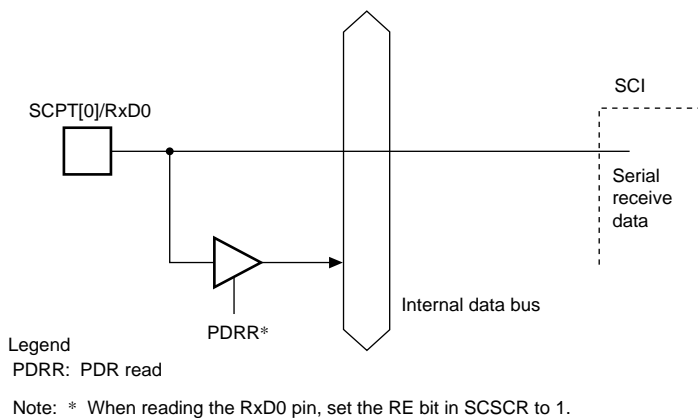 SCI
SCPT[0]/RxD0
Serial
receive
data
Internal data bus
PDRR*
Legend
PDRR: PDR read
Note: * When reading the RxD0 pin, set the RE bit in SCSCR to 1.